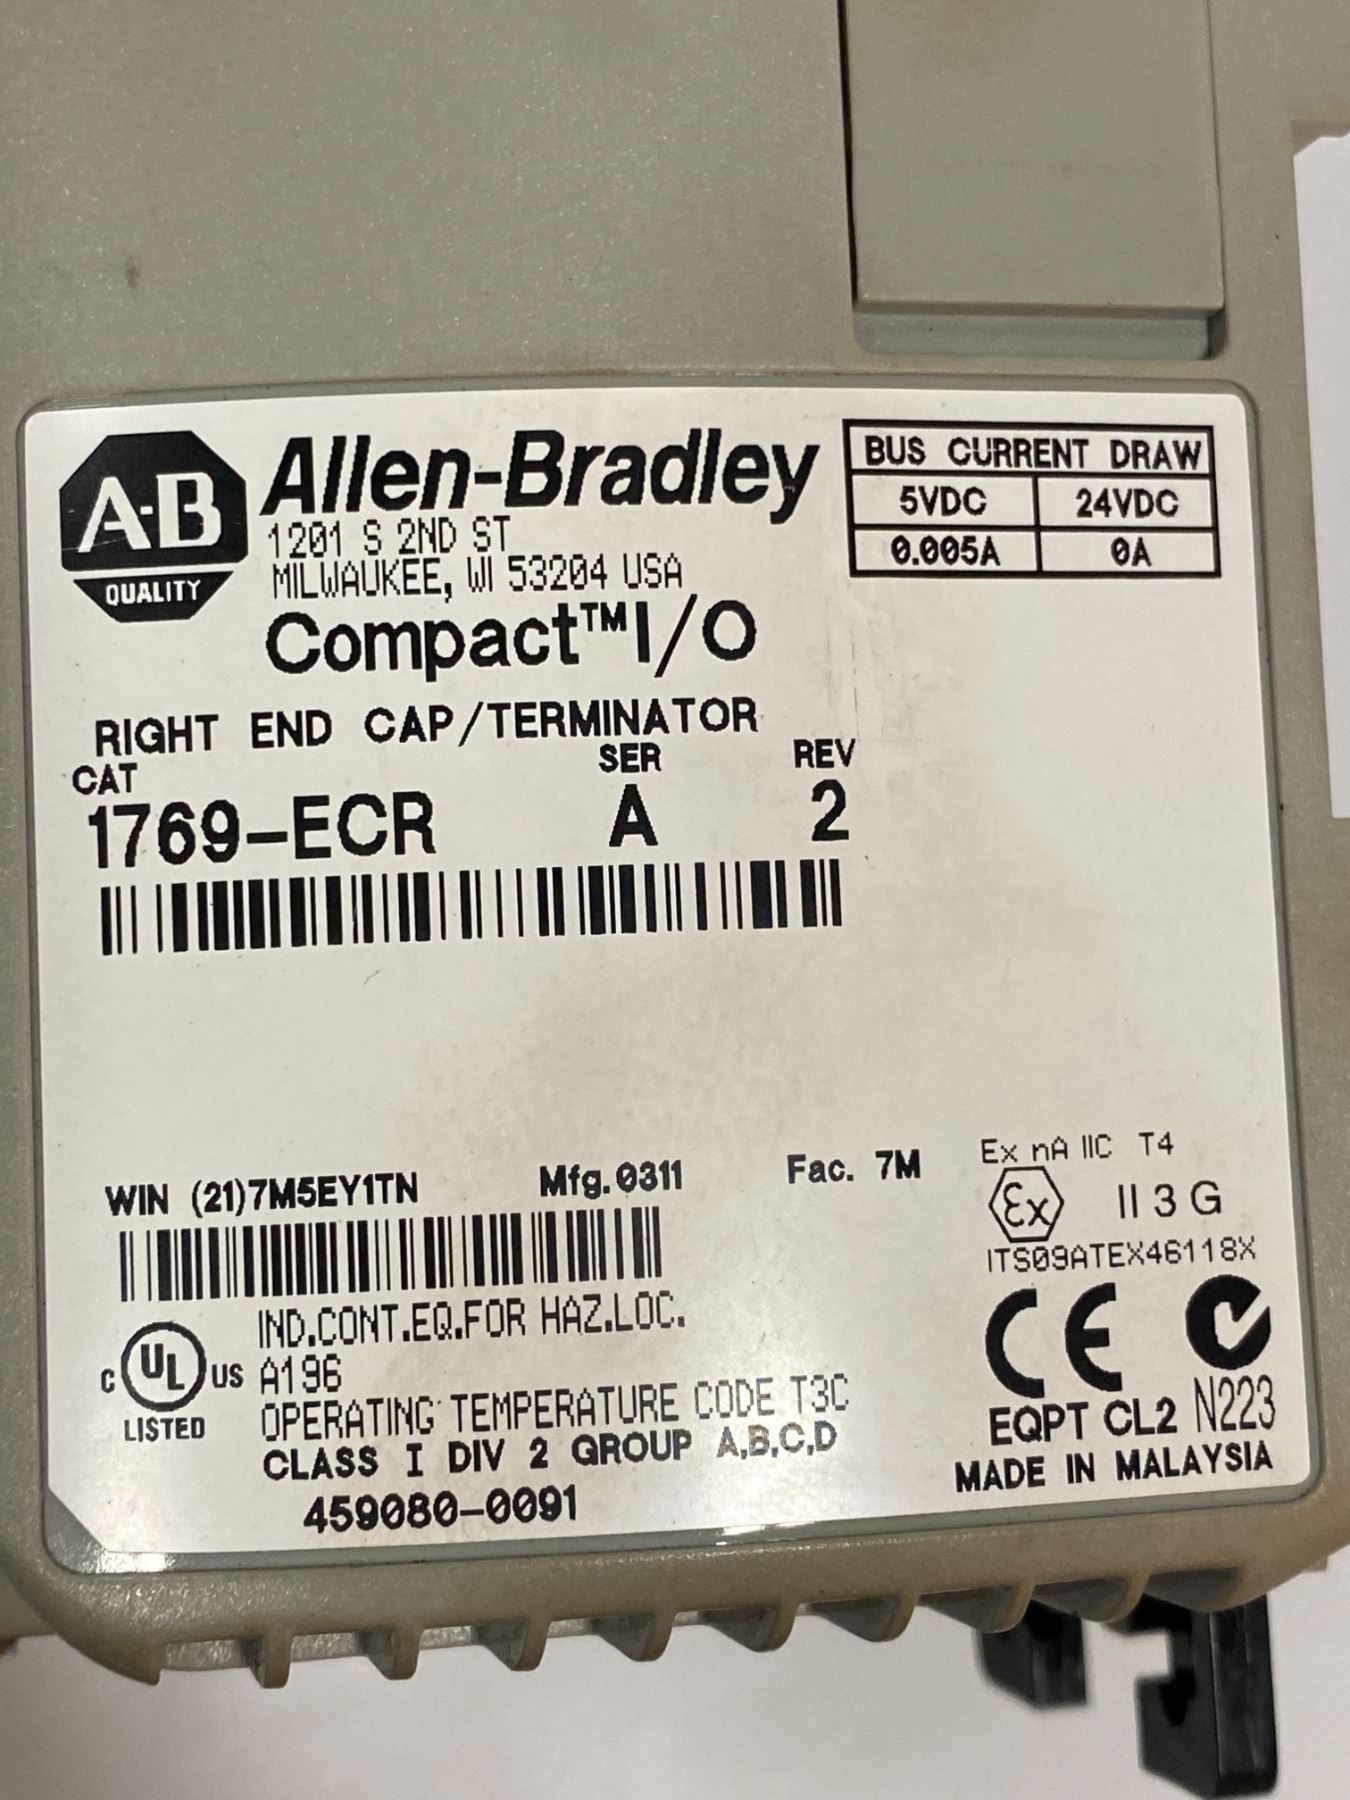 A-B
QUALITY
Allen-Bradley
1201 S 2ND ST
MILWAUKEE, WI 53204 USA
Compact™ I/O
BUS CURRENT DRAW
5VDC 24VDC
0.005A 0A
RIGHT END CAP/TERMINATOR
CAT SER REV
1769-ECR A 2
WIN (21)7M5EY1TN Mfg.0311 Fac. 7M
Ex nA IIC T4
Ex II 3 G
ITS09ATEX46118X
IND.CONT.EQ.FOR HAZ.LOC.
C UL US A196
LISTED
OPERATING TEMPERATURE CODE T3C
CLASS I DIV 2 GROUP A,B,C,D
459080-0091
CE
EQPT CL2 N223
MADE IN MALAYSIA